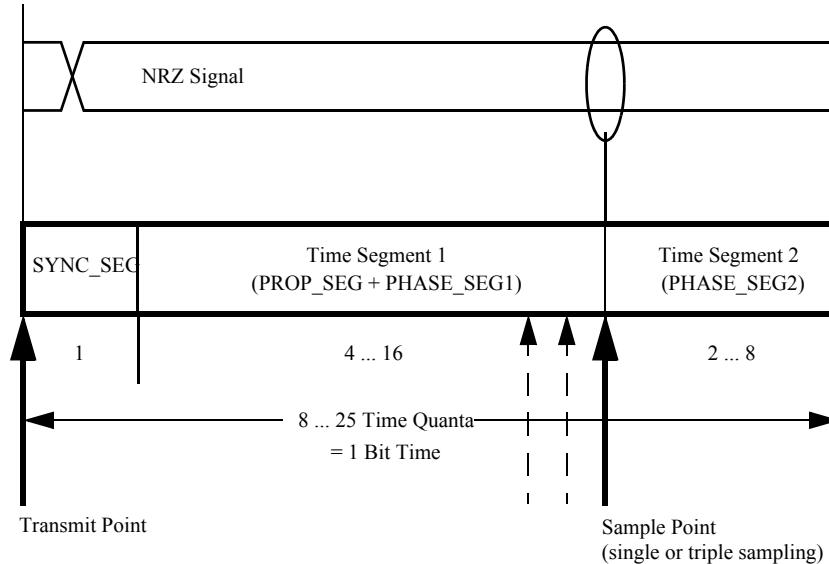 NRZ Signal
SYNC_SEG
Time Segment 1
(PROP_SEG + PHASE_SEG1)
Time Segment 2
(PHASE_SEG2)
1
4 ... 16
2 ... 8
8 ... 25 Time Quanta
= 1 Bit Time
Transmit Point
Sample Point
(single or triple sampling)